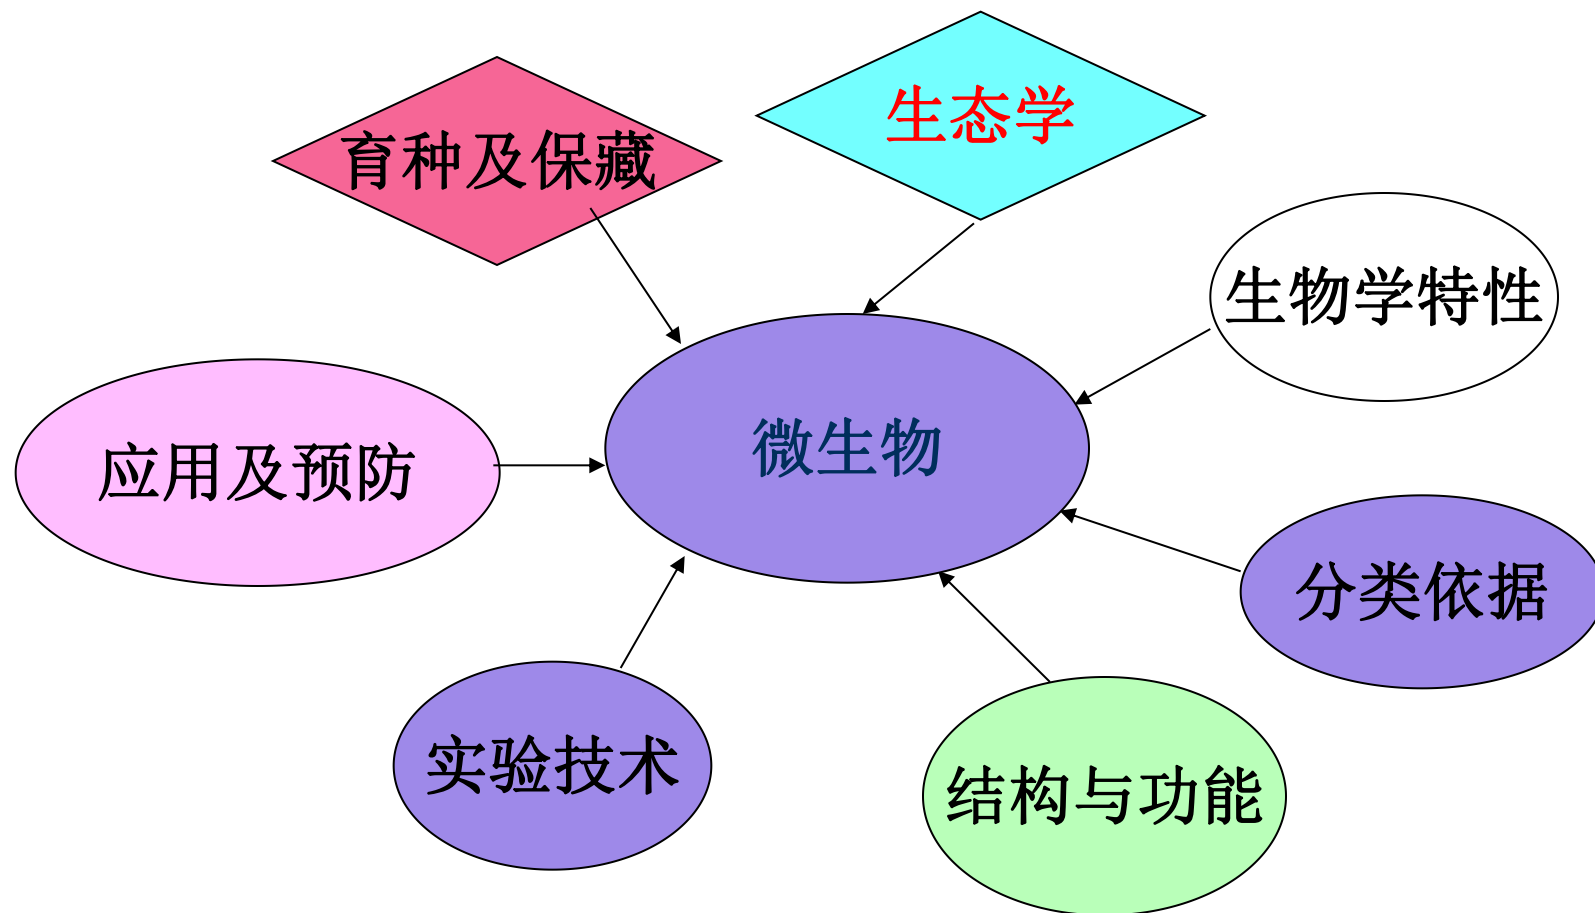 生态学
育种及保藏
生物学特性
微生物
应用及预防
分类依据
实验技术
结构与功能